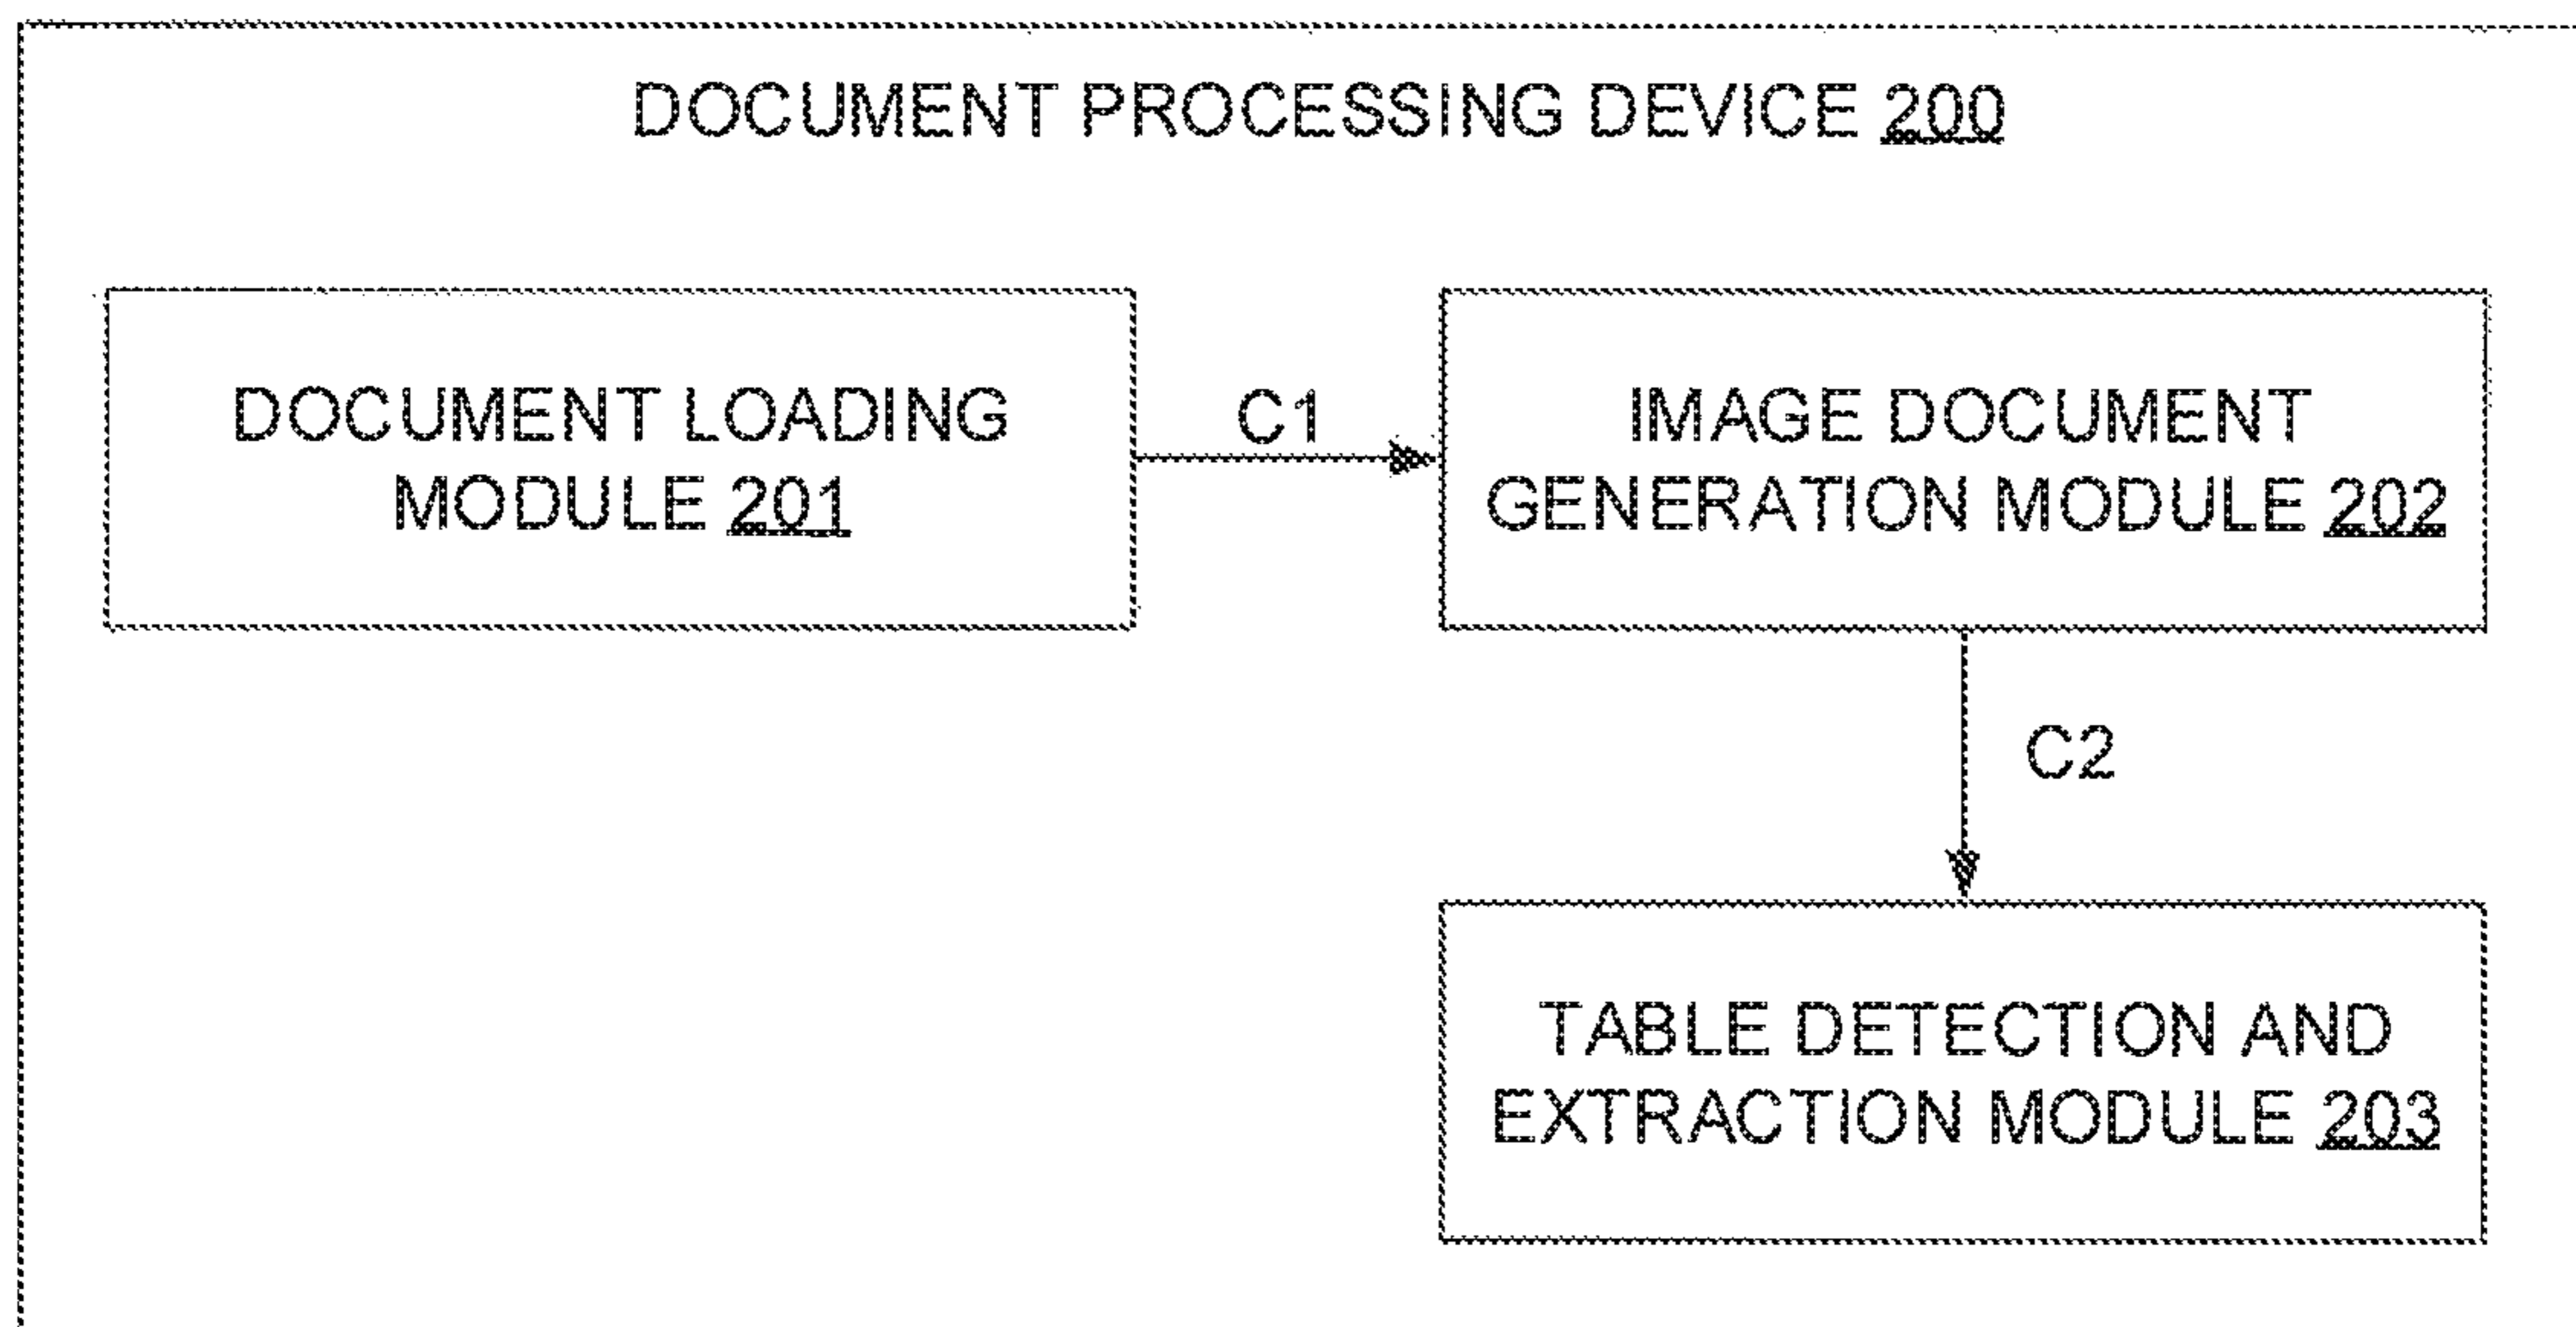 DOCUMENT PROCESSING DEVICE 200
DOCUMENT LOADING
MODULE 201
C1
IMAGE DOCUMENT
GENERATION MODULE 202
C2
TABLE DETECTION AND
EXTRACTION MODULE 203